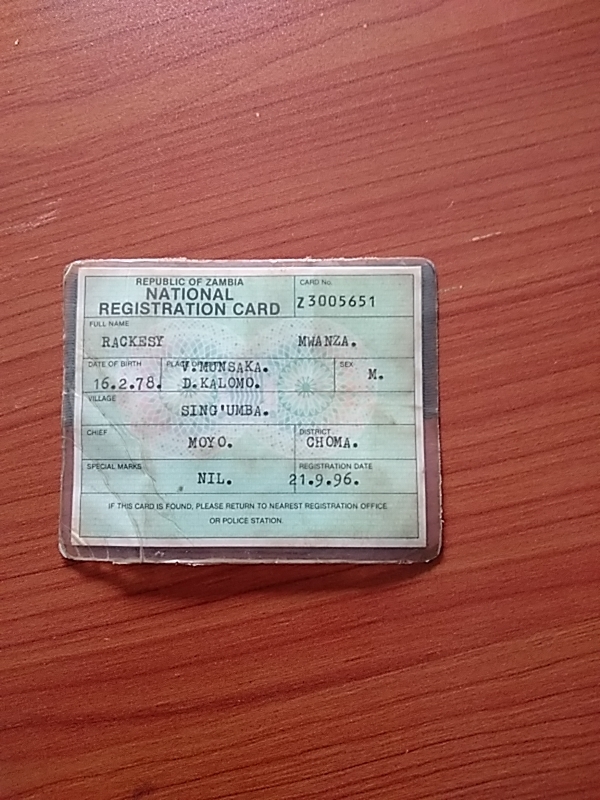 REPUBLIC OF ZAMBIA
NATIONAL
REGISTRATION CARD
CARD No.
Z3005651
FULL NAME
RACKESY MWANZA.
DATE OF BIRTH
16.2.78.
PLACE OF
V.MUNSAKA.
D.KALOMO.
SEX
M.
VILLAGE
SING'UMBA.
CHIEF
MOYO.
DISTRICT
CHOMA.
SPECIAL MARKS
NIL.
REGISTRATION DATE
21.9.96.
IF THIS CARD IS FOUND, PLEASE RETURN TO NEAREST REGISTRATION OFFICE
OR POLICE STATION.